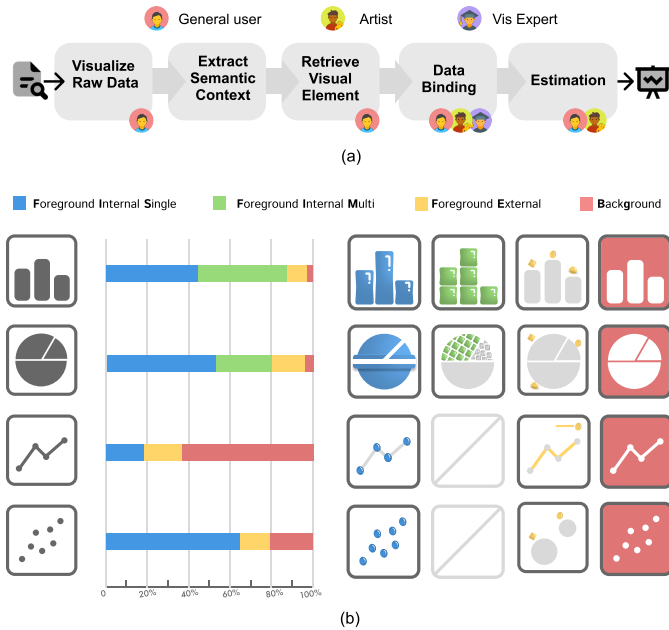 General user Artist Vis Expert
Visualize Raw Data
Extract Semantic Context
Retrieve Visual Element
Data Binding
Estimation
(a)
Foreground Internal Single Foreground Internal Multi Foreground External Background
0 20% 40% 60% 80% 100%
(b)